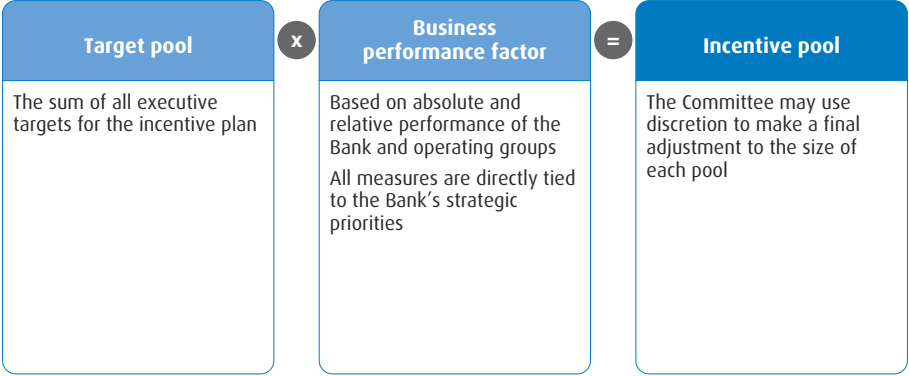 Target pool
x
Business
performance factor
=
Incentive pool
The sum of all executive
targets for the incentive plan
Based on absolute and
relative performance of the
Bank and operating groups
All measures are directly tied
to the Bank’s strategic
priorities
The Committee may use
discretion to make a final
adjustment to the size of
each pool